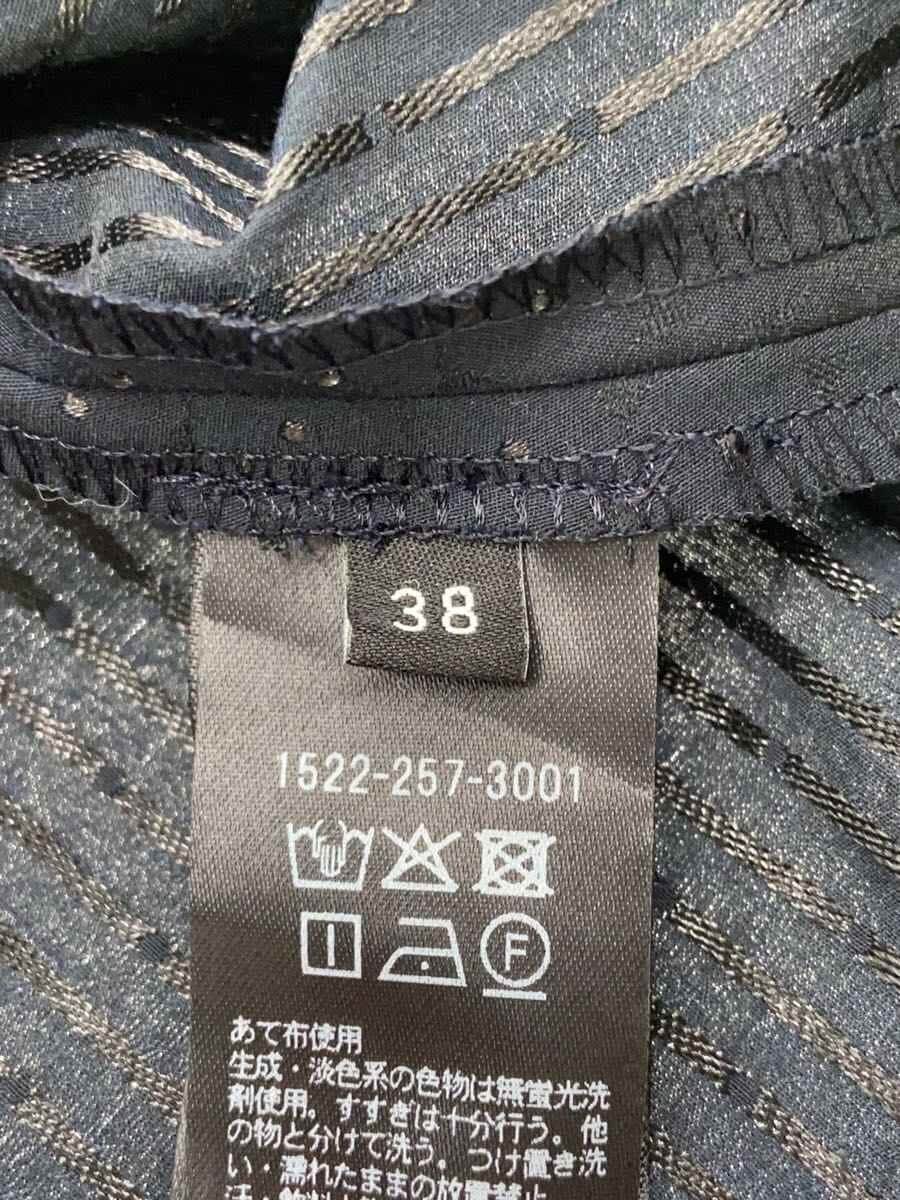 38
1522-257-3001
F
あて布使用
生成・淡色系の色物は無蛍光洗
剤使用。すすぎは十分行う。他
の物と分けて洗う。つけ置き洗
い・濡れたままの放置禁止